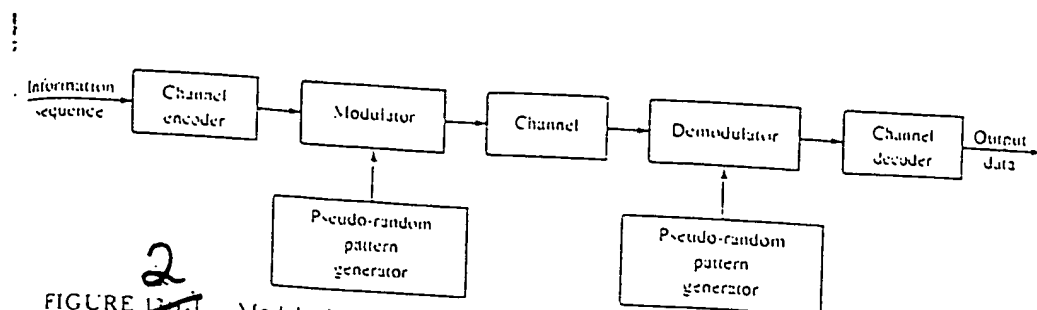 Information
sequence
Channel
encoder
Modulator
Channel
Demodulator
Channel
decoder
Output
data
Pseudo-random
pattern
generator
Pseudo-random
pattern
generator
2
FIGURE